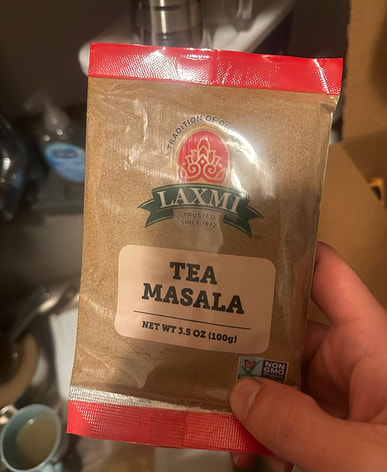 TRADITION OF
LAXMI
TRUSTED
SINCE 1972
TEA
MASALA
NET WT 3.5 OZ (100g)
NON
GMO